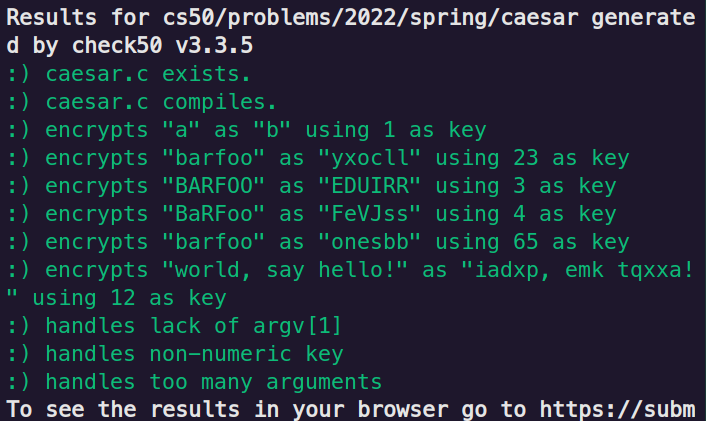 Results for cs50/problems/2022/spring/caesar generate
d by check50 v3.3.5
:) caesar.c exists.
:) caesar.c compiles.
:) encrypts "a" as "b" using 1 as key
:) encrypts "barfoo" as "yxocll" using 23 as key
:) encrypts "BARFOO" as "EDUIRR" using 3 as key
:) encrypts "BaRFoo" as "FeVJss" using 4 as key
:) encrypts "barfoo" as "onesbb" using 65 as key
:) encrypts "world, say hello!" as "iadxp, emk tqxxa!
" using 12 as key
:) handles lack of argv[1]
:) handles non-numeric key
:) handles too many arguments
To see the results in your browser go to https://subm